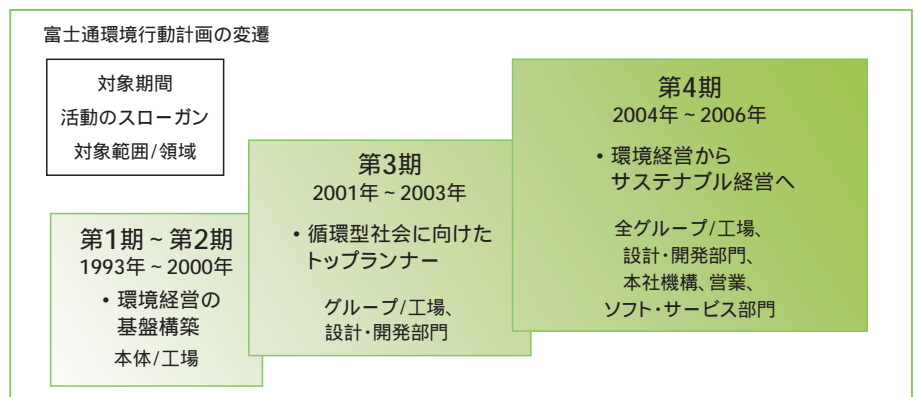 富士通環境行動計画の変遷
対象期間
活動のスローガン
対象範囲/領域
第1期～第2期
1993年～2000年
・環境経営の
基盤構築
本体/工場
第3期
2001年～2003年
・循環型社会に向けた
トップランナー
グループ/工場、
設計・開発部門
第4期
2004年～2006年
・環境経営から
サステナブル経営へ
全グループ/工場、
設計・開発部門、
本社機構、営業、
ソフト・サービス部門